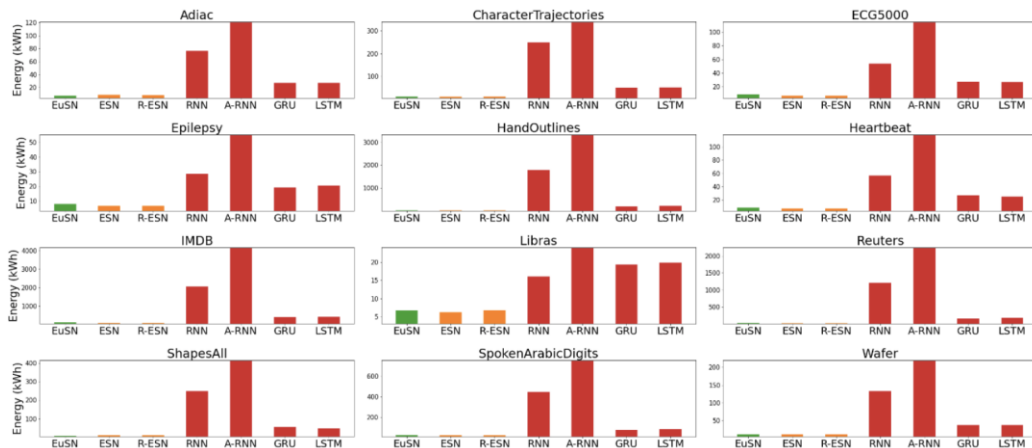 Adiac
Energy (kWh)
120
100
80
60
40
20
EuSN ESN R-ESN RNN A-RNN GRU LSTM
CharacterTrajectories
300
200
100
EuSN ESN R-ESN RNN A-RNN GRU LSTM
ECG5000
100
80
60
40
20
EuSN ESN R-ESN RNN A-RNN GRU LSTM
Epilepsy
Energy (kWh)
50
40
30
20
10
EuSN ESN R-ESN RNN A-RNN GRU LSTM
HandOutlines
3000
2000
1000
EuSN ESN R-ESN RNN A-RNN GRU LSTM
Heartbeat
100
80
60
40
20
EuSN ESN R-ESN RNN A-RNN GRU LSTM
IMDB
Energy (kWh)
4000
3000
2000
1000
EuSN ESN R-ESN RNN A-RNN GRU LSTM
Libras
20
15
10
5
EuSN ESN R-ESN RNN A-RNN GRU LSTM
Reuters
2000
1500
1000
500
EuSN ESN R-ESN RNN A-RNN GRU LSTM
ShapesAll
Energy (kWh)
400
300
200
100
EuSN ESN R-ESN RNN A-RNN GRU LSTM
SpokenArabicDigits
600
400
200
EuSN ESN R-ESN RNN A-RNN GRU LSTM
Wafer
200
150
100
50
EuSN ESN R-ESN RNN A-RNN GRU LSTM